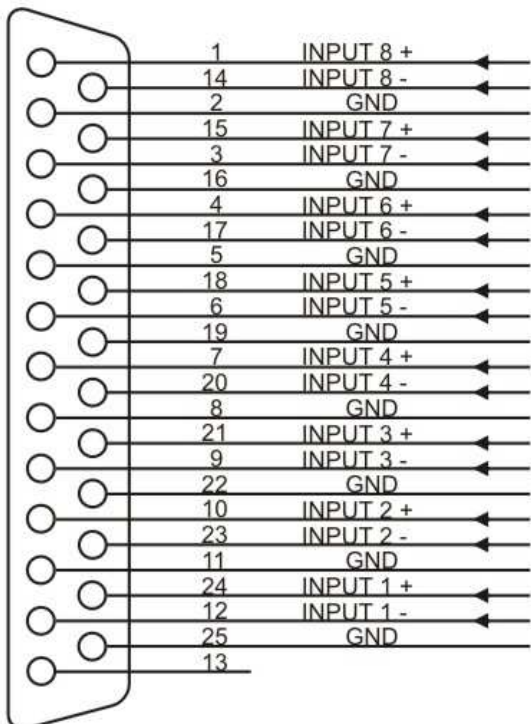 1 INPUT 8 +
14 INPUT 8 -
2 GND
15 INPUT 7 +
3 INPUT 7 -
16 GND
4 INPUT 6 +
17 INPUT 6 -
5 GND
18 INPUT 5 +
6 INPUT 5 -
19 GND
7 INPUT 4 +
20 INPUT 4 -
8 GND
21 INPUT 3 +
9 INPUT 3 -
22 GND
10 INPUT 2 +
23 INPUT 2 -
11 GND
24 INPUT 1 +
12 INPUT 1 -
25 GND
13